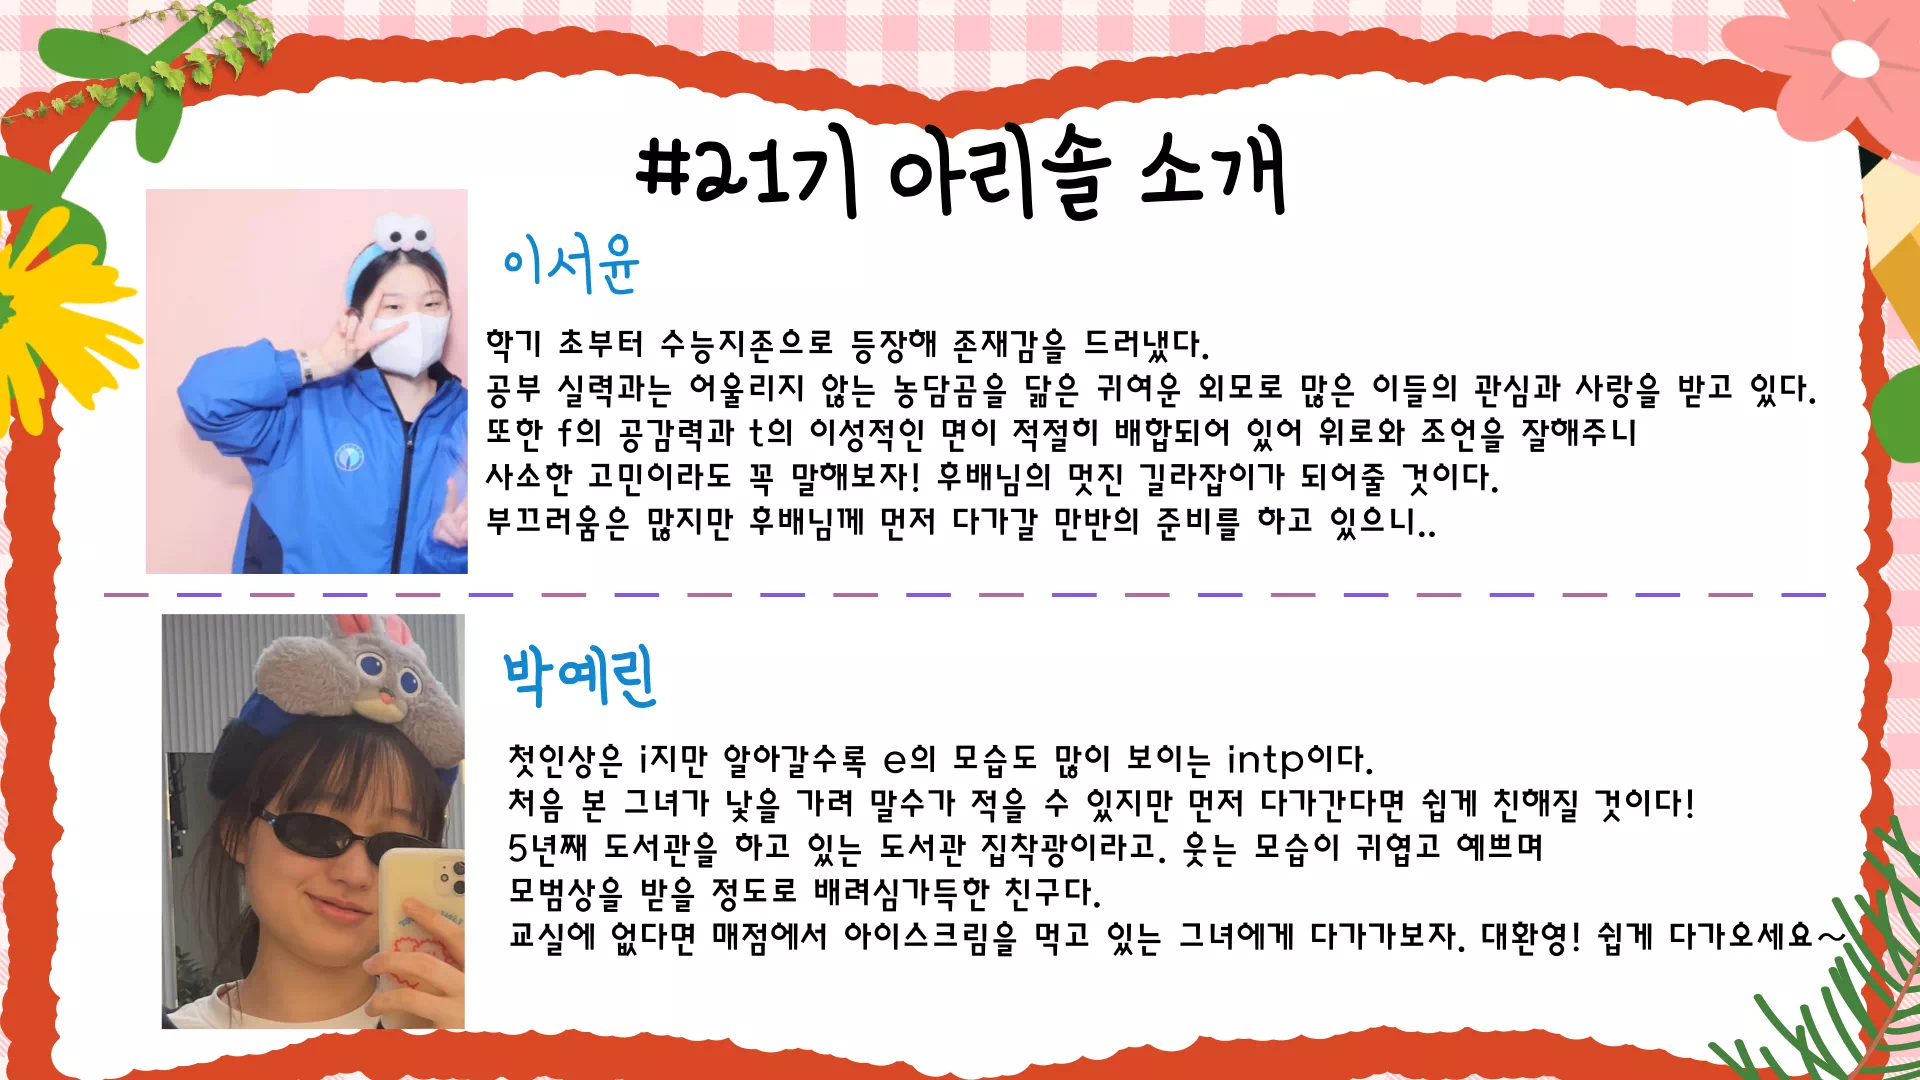 #21기 아리솔 소개
이서윤
학기 초부터 수능지존으로 등장해 존재감을 드러냈다.
공부 실력과는 어울리지 않는 농담곰을 닮은 귀여운 외모로 많은 이들의 관심과 사랑을 받고 있다.
또한 f의 공감력과 t의 이성적인 면이 적절히 배합되어 있어 위로와 조언을 잘해주니
사소한 고민이라도 꼭 말해보자! 후배님의 멋진 길라잡이가 되어줄 것이다.
부끄러움은 많지만 후배님께 먼저 다가갈 만반의 준비를 하고 있으니..
박예린
첫인상은 i지만 알아갈수록 e의 모습도 많이 보이는 intp이다.
처음 본 그녀가 낯을 가려 말수가 적을 수 있지만 먼저 다가간다면 쉽게 친해질 것이다!
5년째 도서관을 하고 있는 도서관 집착광이라고. 웃는 모습이 귀엽고 예쁘며
모범상을 받을 정도로 배려심가득한 친구다.
교실에 없다면 매점에서 아이스크림을 먹고 있는 그녀에게 다가가보자. 대환영! 쉽게 다가오세요~